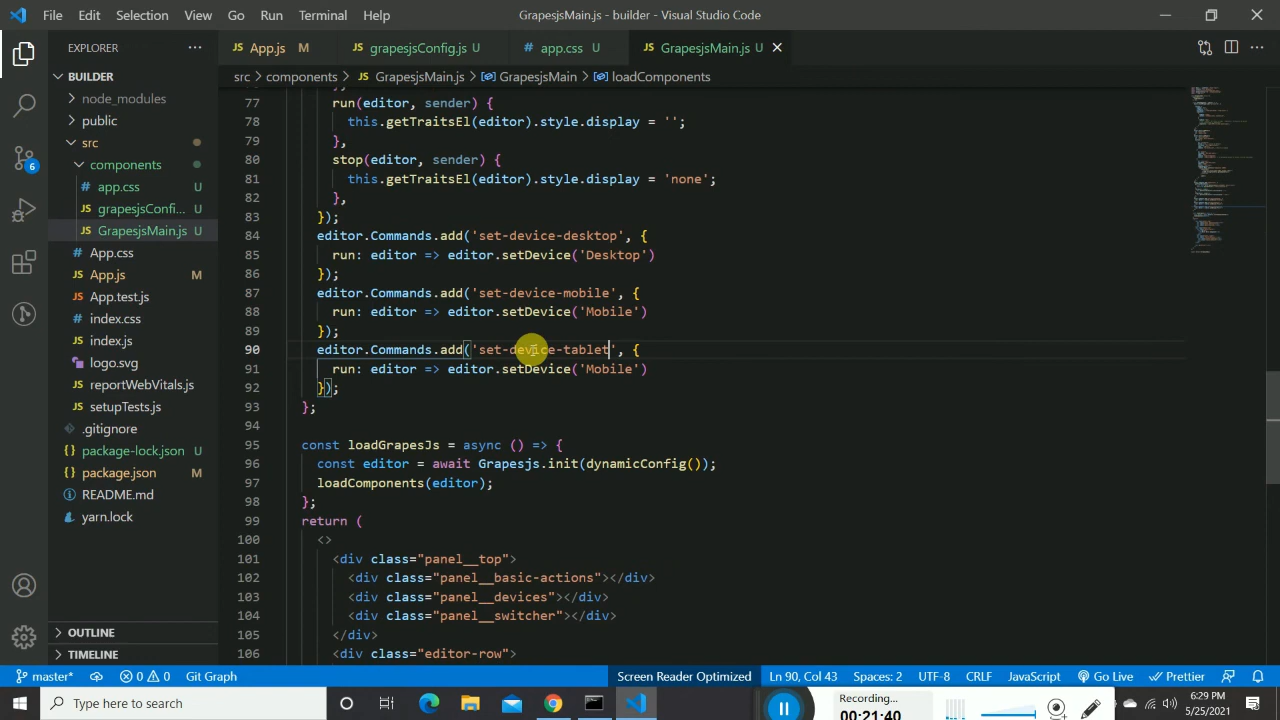 File Edit Selection View Go Run Terminal Help
GrapesjsMain.js - builder - Visual Studio Code
EXPLORER
BUILDER
node_modules
public
src
components
app.css U
grapesjsConfi... U
GrapesjsMain.js U
App.css
App.js M
App.test.js
index.css
index.js
logo.svg
reportWebVitals.js
setupTests.js
.gitignore
package-lock.json U
package.json M
README.md
yarn.lock
OUTLINE
TIMELINE
6
JS App.js M JS grapesjsConfig.js U # app.css U JS GrapesjsMain.js U
src > components > JS GrapesjsMain.js > GrapesjsMain > loadComponents
77 run(editor, sender) {
78 this.getTraitsEl(editor).style.display = '';
79 },
80 stop(editor, sender) {
81 this.getTraitsEl(editor).style.display = 'none';
82 },
83 });
84 editor.Commands.add('set-device-desktop', {
85 run: editor => editor.setDevice('Desktop')
86 });
87 editor.Commands.add('set-device-mobile', {
88 run: editor => editor.setDevice('Mobile')
89 });
90 editor.Commands.add('set-device-tablet', {
91 run: editor => editor.setDevice('Mobile')
92 });
93 };
94
95 const loadGrapesJs = async () => {
96 const editor = await Grapesjs.init(dynamicConfig());
97 loadComponents(editor);
98 };
99 return (
100 <>
101 <div class="panel__top">
102 <div class="panel__basic-actions"></div>
103 <div class="panel__devices"></div>
104 <div class="panel__switcher"></div>
105 </div>
106 <div class="editor-row">
master* 0 0 Git Graph Screen Reader Optimized Ln 90, Col 43 Spaces: 2 UTF-8 CRLF JavaScript Go Live Prettier
Type here to search
Recording...
00:21:40
6:29 PM
5/25/2021